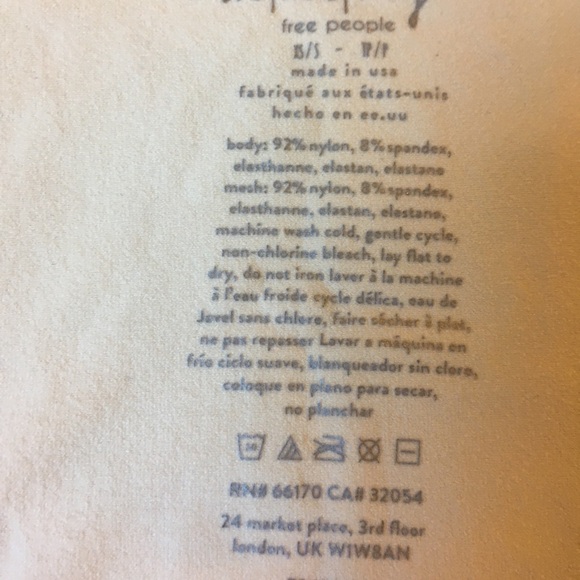 free people
XS/S - TP/P
made in usa
fabriqué aux états-unis
hecho en ee.uu
body: 92% nylon, 8% spandex,
elasthanne, elastan, elastano
mesh: 92% nylon, 8% spandex,
elasthanne, elastan, elastano,
machine wash cold, gentle cycle,
non-chlorine bleach, lay flat to
dry, do not iron laver à la machine
à l'eau froide cycle délica, eau de
Javel sans chlore, faire sécher à plat,
ne pas repasser Lavar a máquina en
frío ciclo suave, blanqueador sin cloro,
coloque en plano para secar,
no planchar
30
RN# 66170 CA# 32054
24 market place, 3rd floor
london, UK W1W8AN